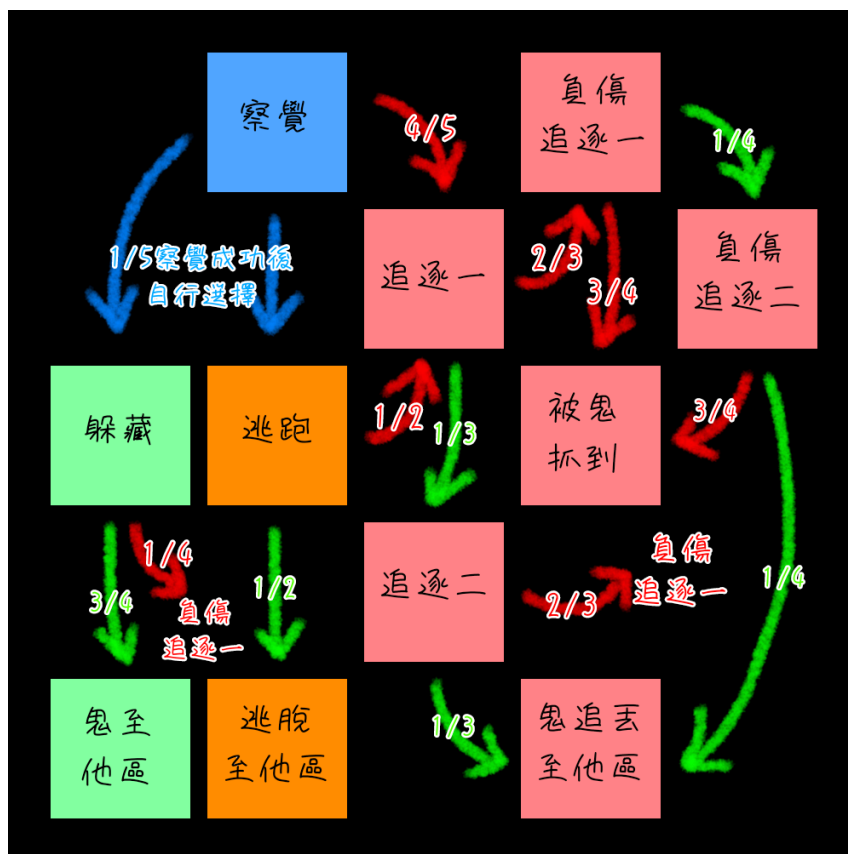 察覺
4/5
負傷
追逐一
1/4
1/5察覺成功後
自行選擇
追逐一
2/3
3/4
負傷
追逐二
躲藏
逃跑
1/2
1/3
被鬼
抓到
3/4
3/4
1/4
負傷
追逐一
1/2
追逐二
2/3
負傷
追逐一
1/4
鬼至
他區
逃脫
至他區
1/3
鬼追丟
至他區